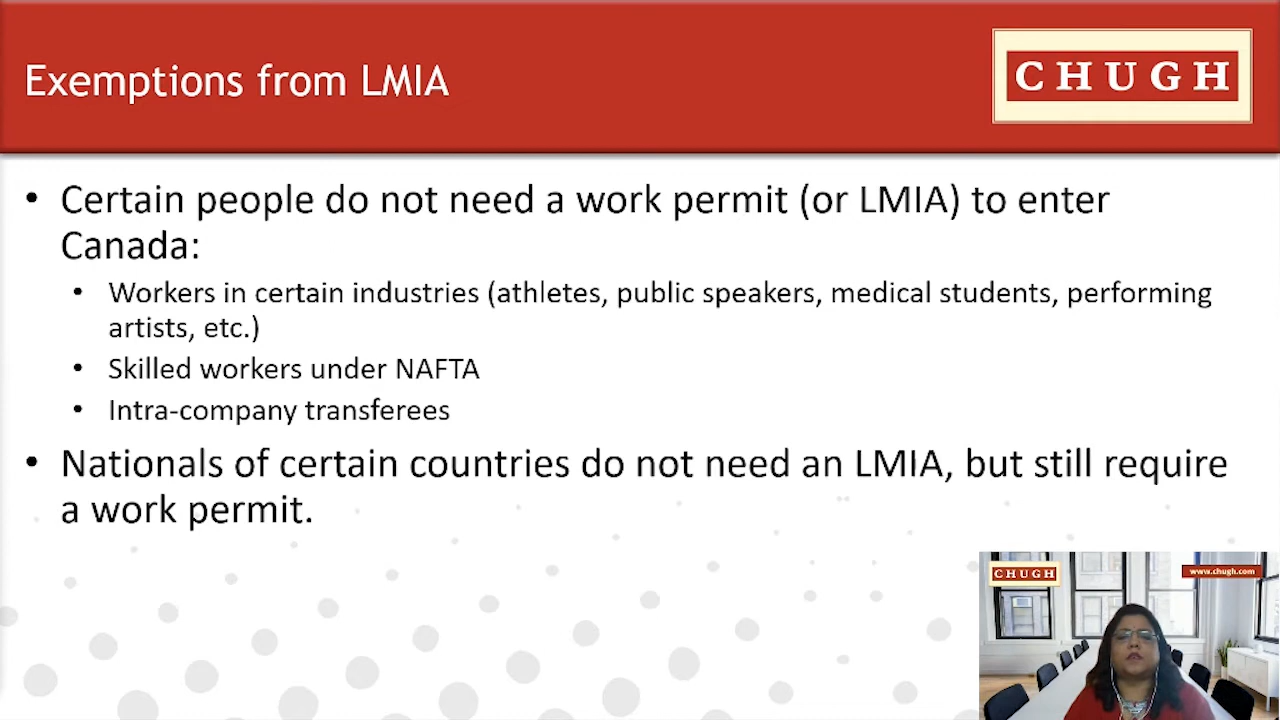 Exemptions from LMIA
CHUGH
• Certain people do not need a work permit (or LMIA) to enter
Canada:
• Workers in certain industries (athletes, public speakers, medical students, performing
artists, etc.)
• Skilled workers under NAFTA
• Intra-company transferees
• Nationals of certain countries do not need an LMIA, but still require
a work permit.
CHUGH
www.chugh.com